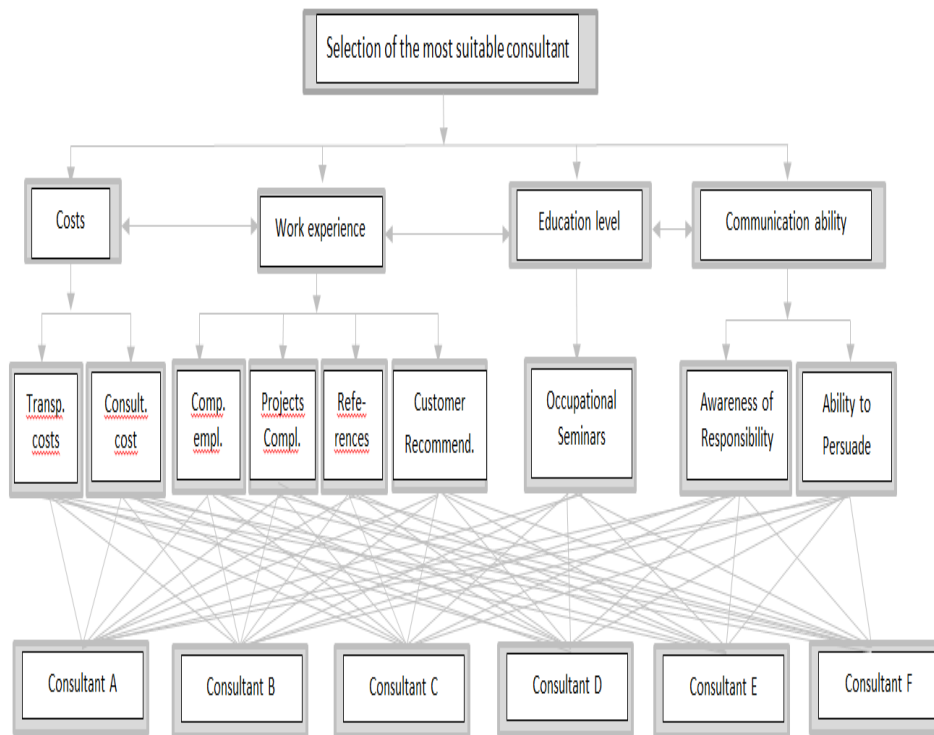 Selection of the most suitable consultant
Costs
Work experience
Education level
Communication ability
Transp.
costs
Consult.
cost
Comp.
empl.
Projects
Compl.
Refe-
rences
Customer
Recommend.
Occupational
Seminars
Awareness of
Responsibility
Ability to
Persuade
Consultant A
Consultant B
Consultant C
Consultant D
Consultant E
Consultant F